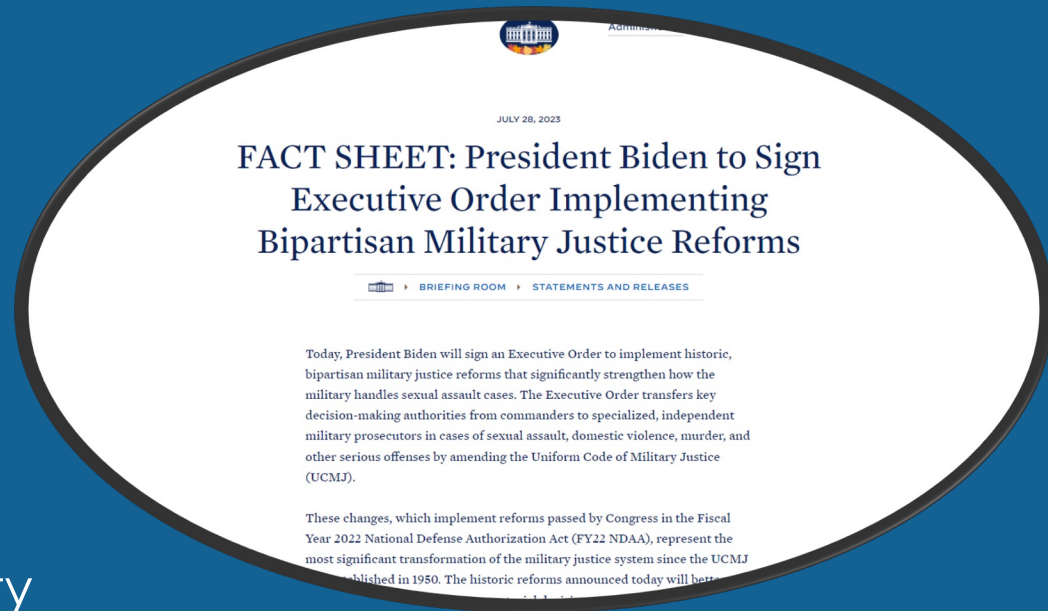 JULY 28, 2023
FACT SHEET: President Biden to Sign
Executive Order Implementing
Bipartisan Military Justice Reforms
BRIEFING ROOM STATEMENTS AND RELEASES
Today, President Biden will sign an Executive Order to implement historic,
bipartisan military justice reforms that significantly strengthen how the
military handles sexual assault cases. The Executive Order transfers key
decision-making authorities from commanders to specialized, independent
military prosecutors in cases of sexual assault, domestic violence, murder, and
other serious offenses by amending the Uniform Code of Military Justice
(UCMJ).
These changes, which implement reforms passed by Congress in the Fiscal
Year 2022 National Defense Authorization Act (FY22 NDAA), represent the
most significant transformation of the military justice system since the UCMJ
in 1950. The historic reforms announced today will
ry